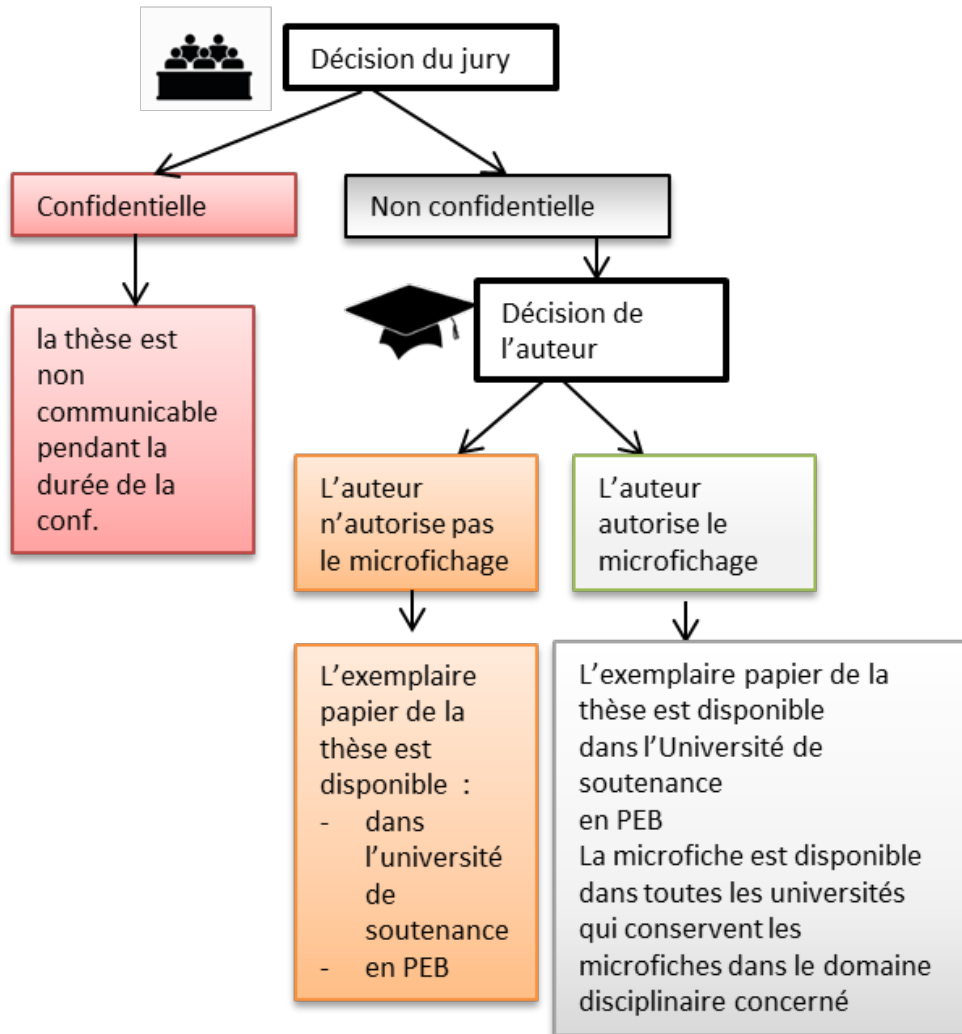 Décision du jury
Confidentielle
Non confidentielle
la thèse est
non
communicable
pendant la
durée de la
conf.
Décision de
l'auteur
L'auteur
n'autorise pas
le microfichage
L'auteur
autorise le
microfichage
L'exemplaire
papier de la
thèse est
disponible :
- dans
l'université
de
soutenance
- en PEB
L'exemplaire papier de la
thèse est disponible
dans l'Université de
soutenance
en PEB
La microfiche est disponible
dans toutes les universités
qui conservent les
microfiches dans le domaine
disciplinaire concerné